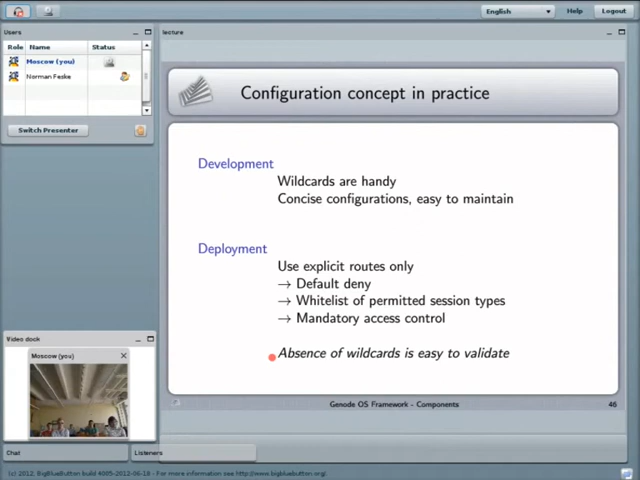 English
Help
Logout
Users
lecture
Role Name Status
Moscow (you)
Norman Feske
Switch Presenter
Configuration concept in practice
Development
Wildcards are handy
Concise configurations, easy to maintain
Deployment
Use explicit routes only
→ Default deny
→ Whitelist of permitted session types
→ Mandatory access control
Absence of wildcards is easy to validate
Genode OS Framework - Components 46
Video dock
Moscow (you)
Chat
Listeners
(c) 2012, BigBlueButton build 4005-2012-06-18 - For more information see http://www.bigbluebutton.org/.